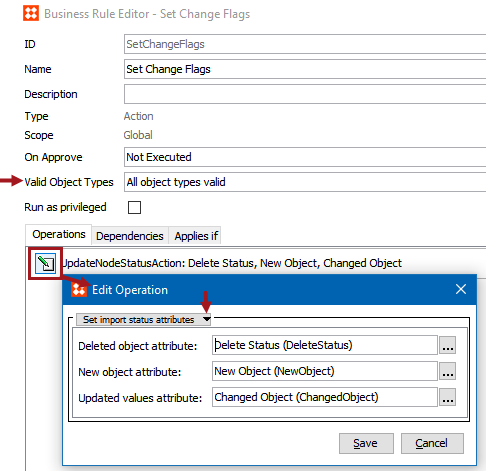 Business Rule Editor - Set Change Flags
ID SetChangeFlags
Name Set Change Flags
Description
Type Action
Scope Global
On Approve Not Executed
Valid Object Types All object types valid
Run as privileged
Operations Dependencies Applies if
UpdateNodeStatusAction: Delete Status, New Object, Changed Object
Edit Operation
Set import status attributes
Deleted object attribute: Delete Status (DeleteStatus) ...
New object attribute: New Object (NewObject) ...
Updated values attribute: Changed Object (ChangedObject) ...
Save Cancel